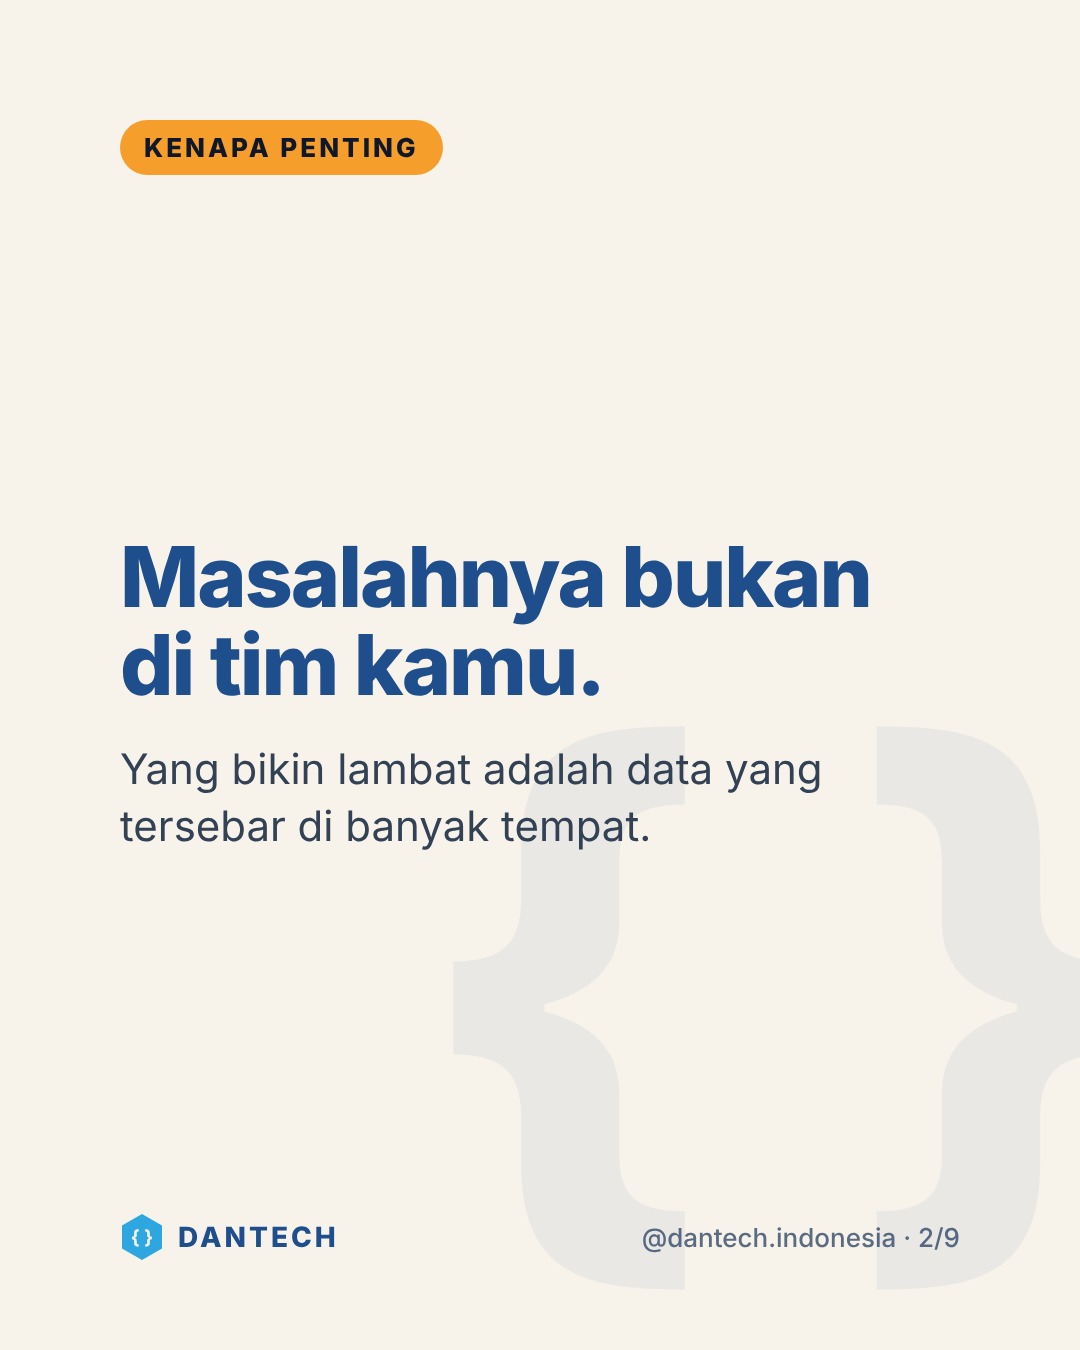 KENAPA PENTING
Masalahnya bukan
di tim kamu.
Yang bikin lambat adalah data yang
tersebar di banyak tempat.
{ }
{} DANTECH
@dantech.indonesia · 2/9